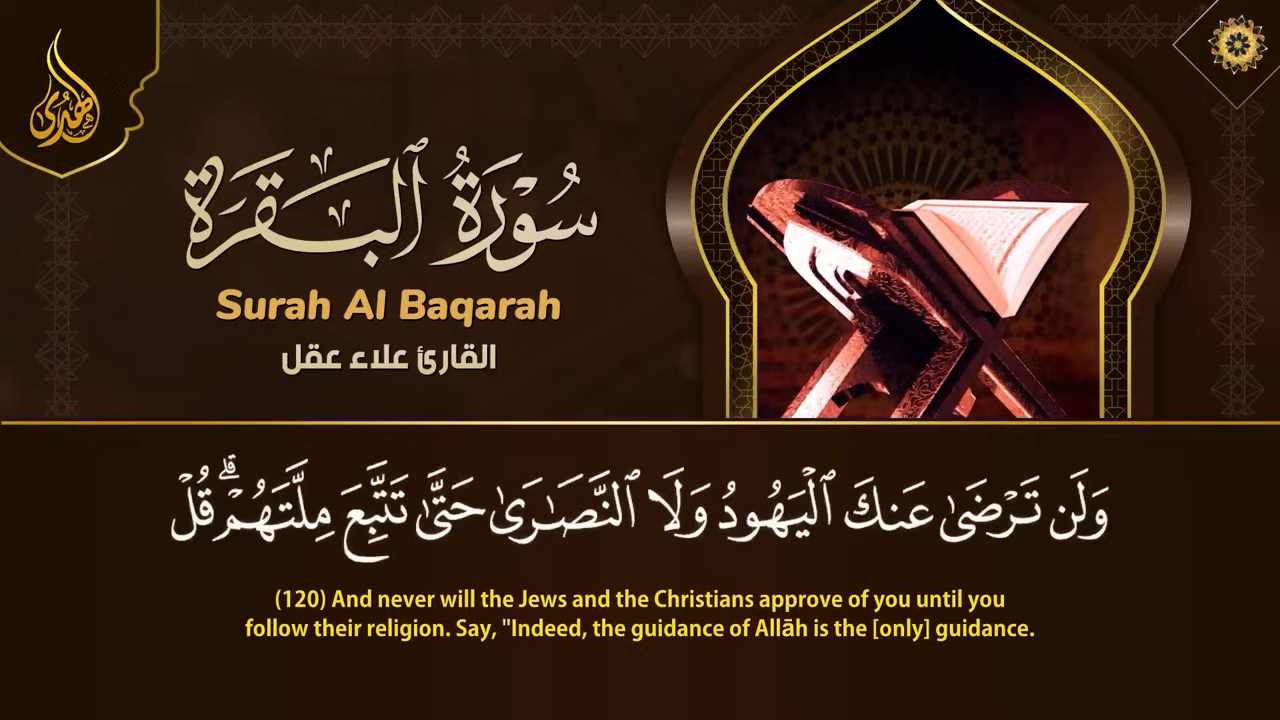 الهدى
سُورَةُ ٱلْبَقَرَة
Surah Al Baqarah
القارئ علاء عقل
وَلَن تَرْضَىٰ عَنكَ ٱلْيَهُودُ وَلَا ٱلنَّصَـٰرَىٰ حَتَّىٰ تَتَّبِعَ مِلَّتَهُمْ ۗ قُلْ
(120) And never will the Jews and the Christians approve of you until you
follow their religion. Say, "Indeed, the guidance of Allāh is the [only] guidance.